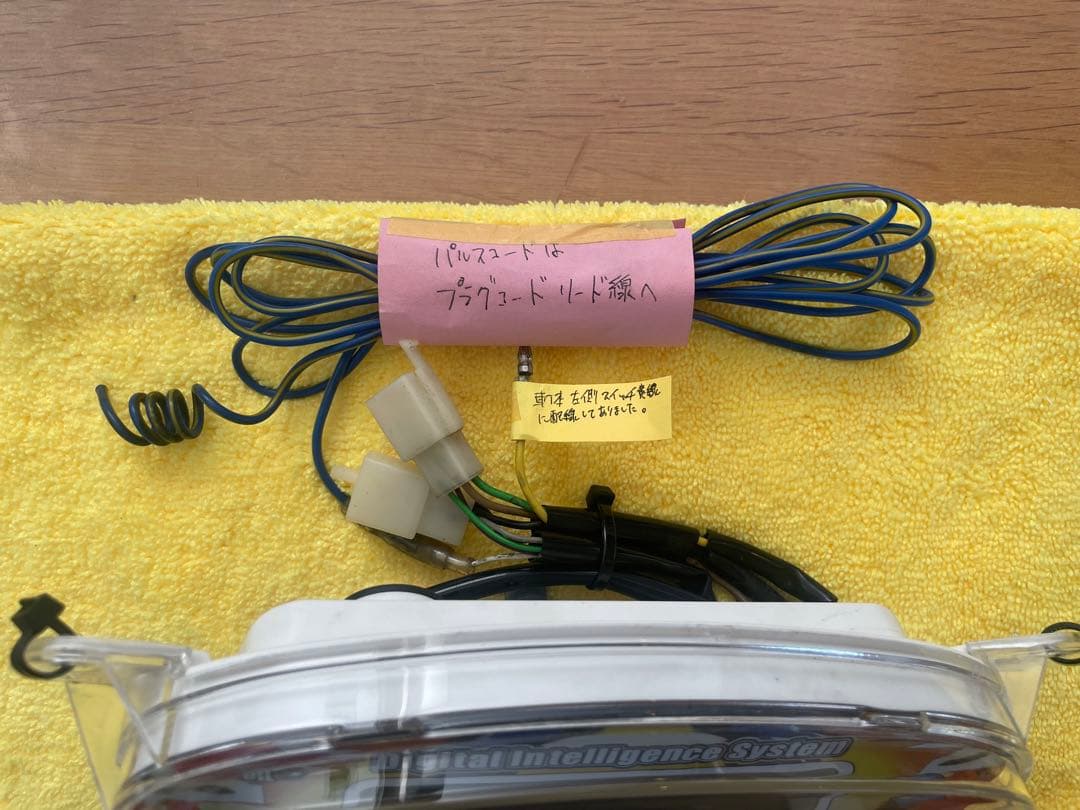 パルスコードは
プラグコード リード線へ
車体 左側 スイッチ黄線
に配線してありました。
Digital Intelligence System